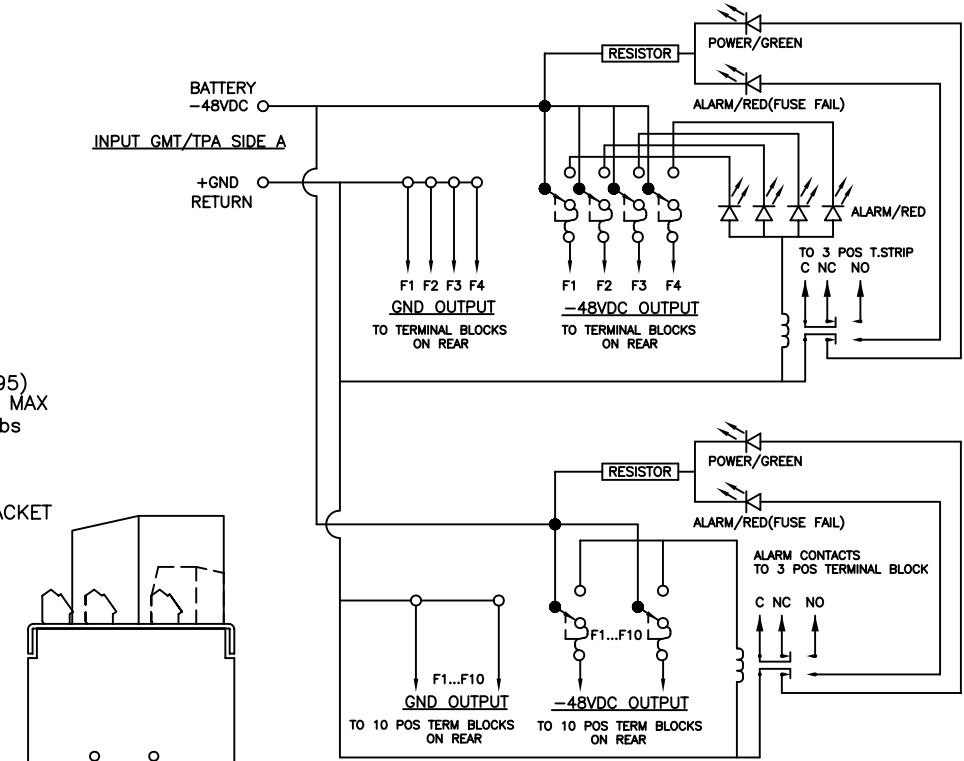 RESISTOR
POWER/GREEN
ALARM/RED(FUSE FAIL)
BATTERY
-48VDC
INPUT GMT/TPA SIDE A
+GND
RETURN
ALARM/RED
TO 3 POS T.STRIP
C NC NO
F1 F2 F3 F4
GND OUTPUT
TO TERMINAL BLOCKS
ON REAR
F1 F2 F3 F4
-48VDC OUTPUT
TO TERMINAL BLOCKS
ON REAR
95)
MAX
bs
ACKET
RESISTOR
POWER/GREEN
ALARM/RED(FUSE FAIL)
ALARM CONTACTS
TO 3 POS TERMINAL BLOCK
C NC NO
F1...F10
GND OUTPUT
TO 10 POS TERM BLOCKS
ON REAR
F1...F10
-48VDC OUTPUT
TO 10 POS TERM BLOCKS
ON REAR